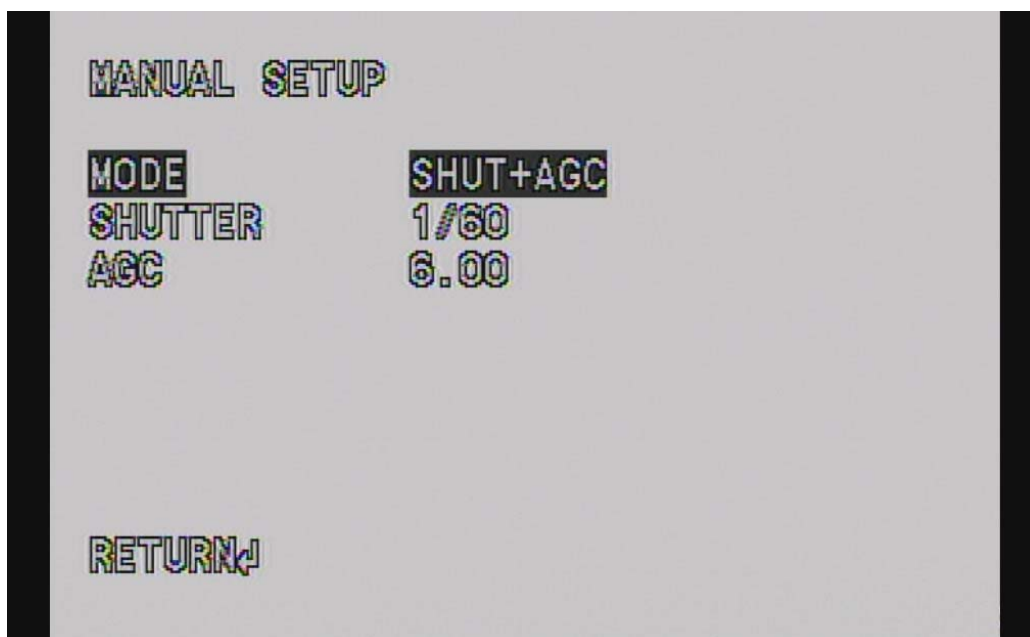 MANUAL SETUP
MODE SHUT+AGC
SHUTTER 1/60
AGC 6.00
RETURN↲